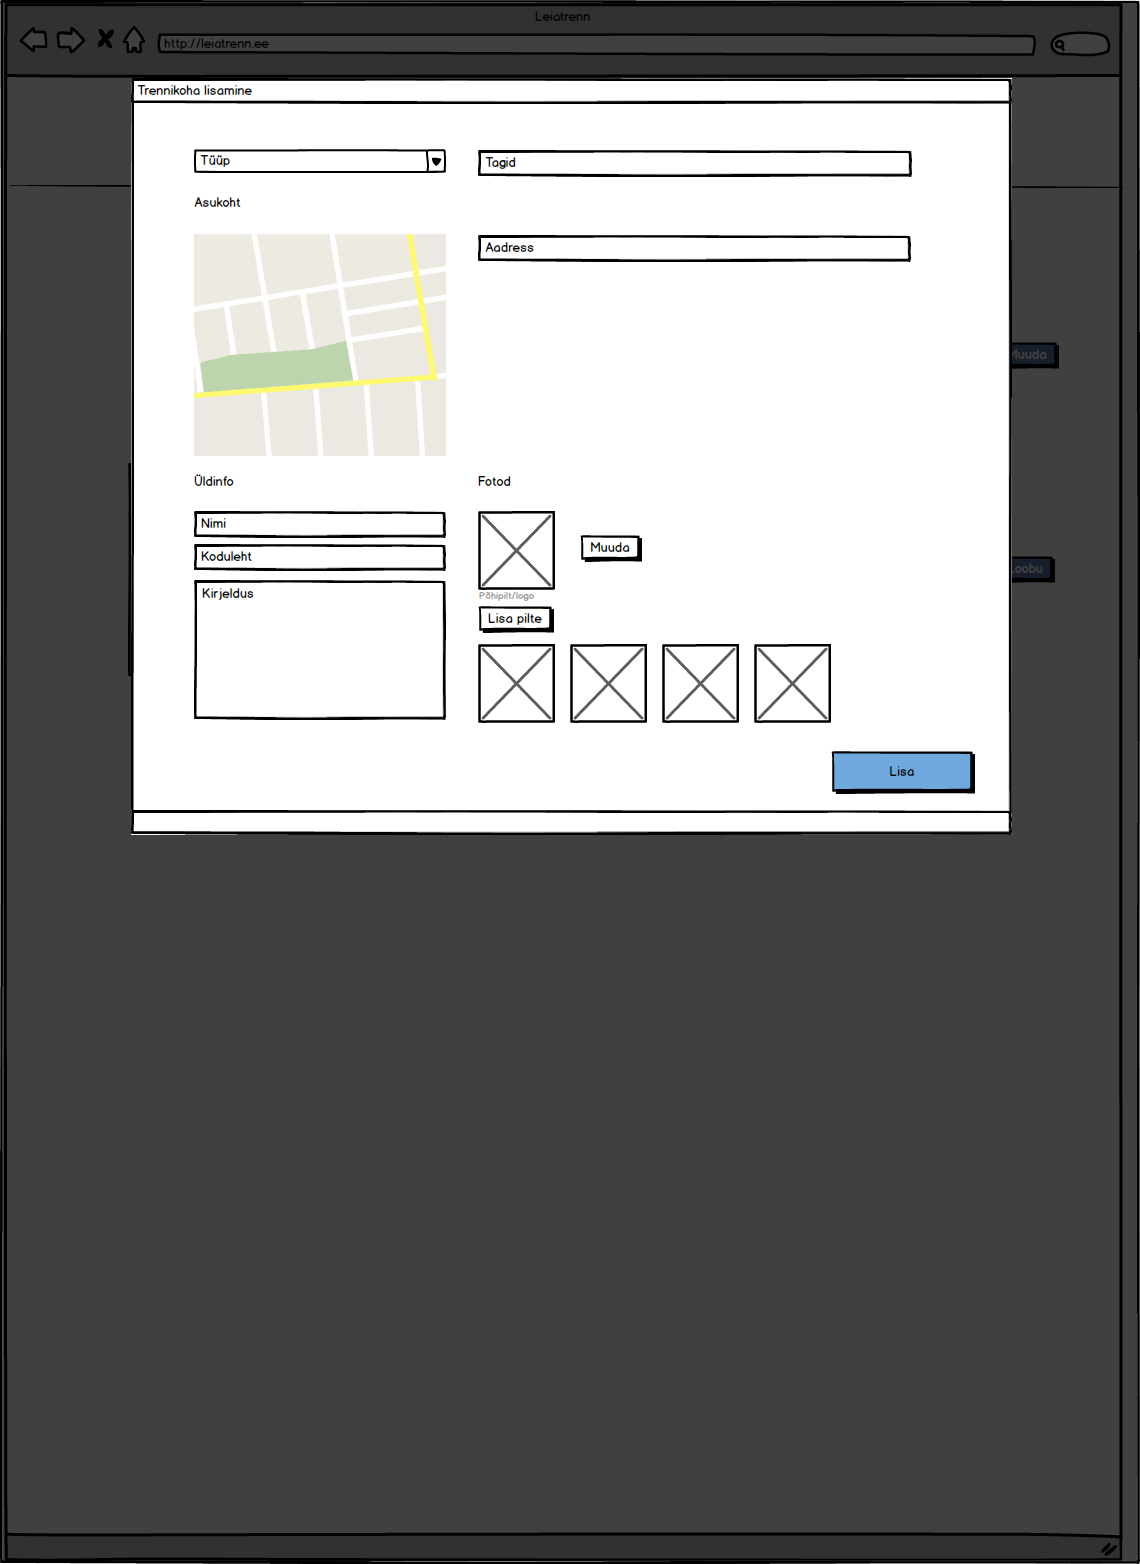 Leiatrenn
http://leiatrenn.ee
Trennikoha lisamine
Tüüp
Tagid
Asukoht
Aadress
Muuda
Üldinfo
Fotod
Nimi
Muuda
Koduleht
Loobu
Kirjeldus
Põhipilt/logo
Lisa pilte
Lisa